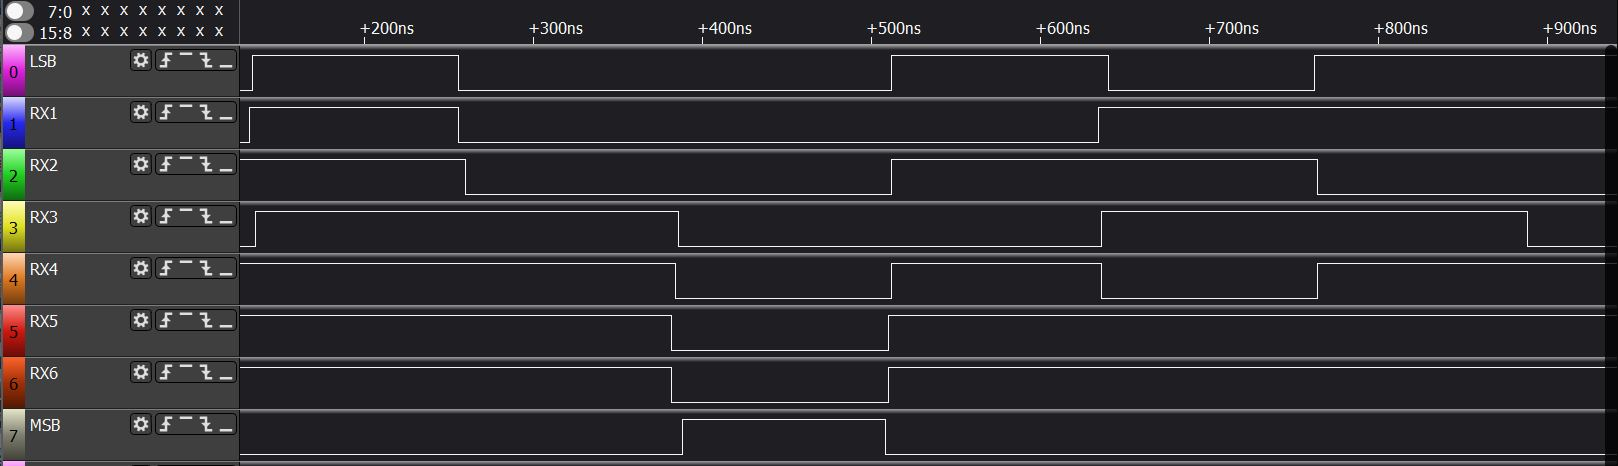 7:0 X X X X X X X X
15:8 X X X X X X X X
+200ns +300ns +400ns +500ns +600ns +700ns +800ns +900ns
0 LSB
1 RX1
2 RX2
3 RX3
4 RX4
5 RX5
6 RX6
7 MSB